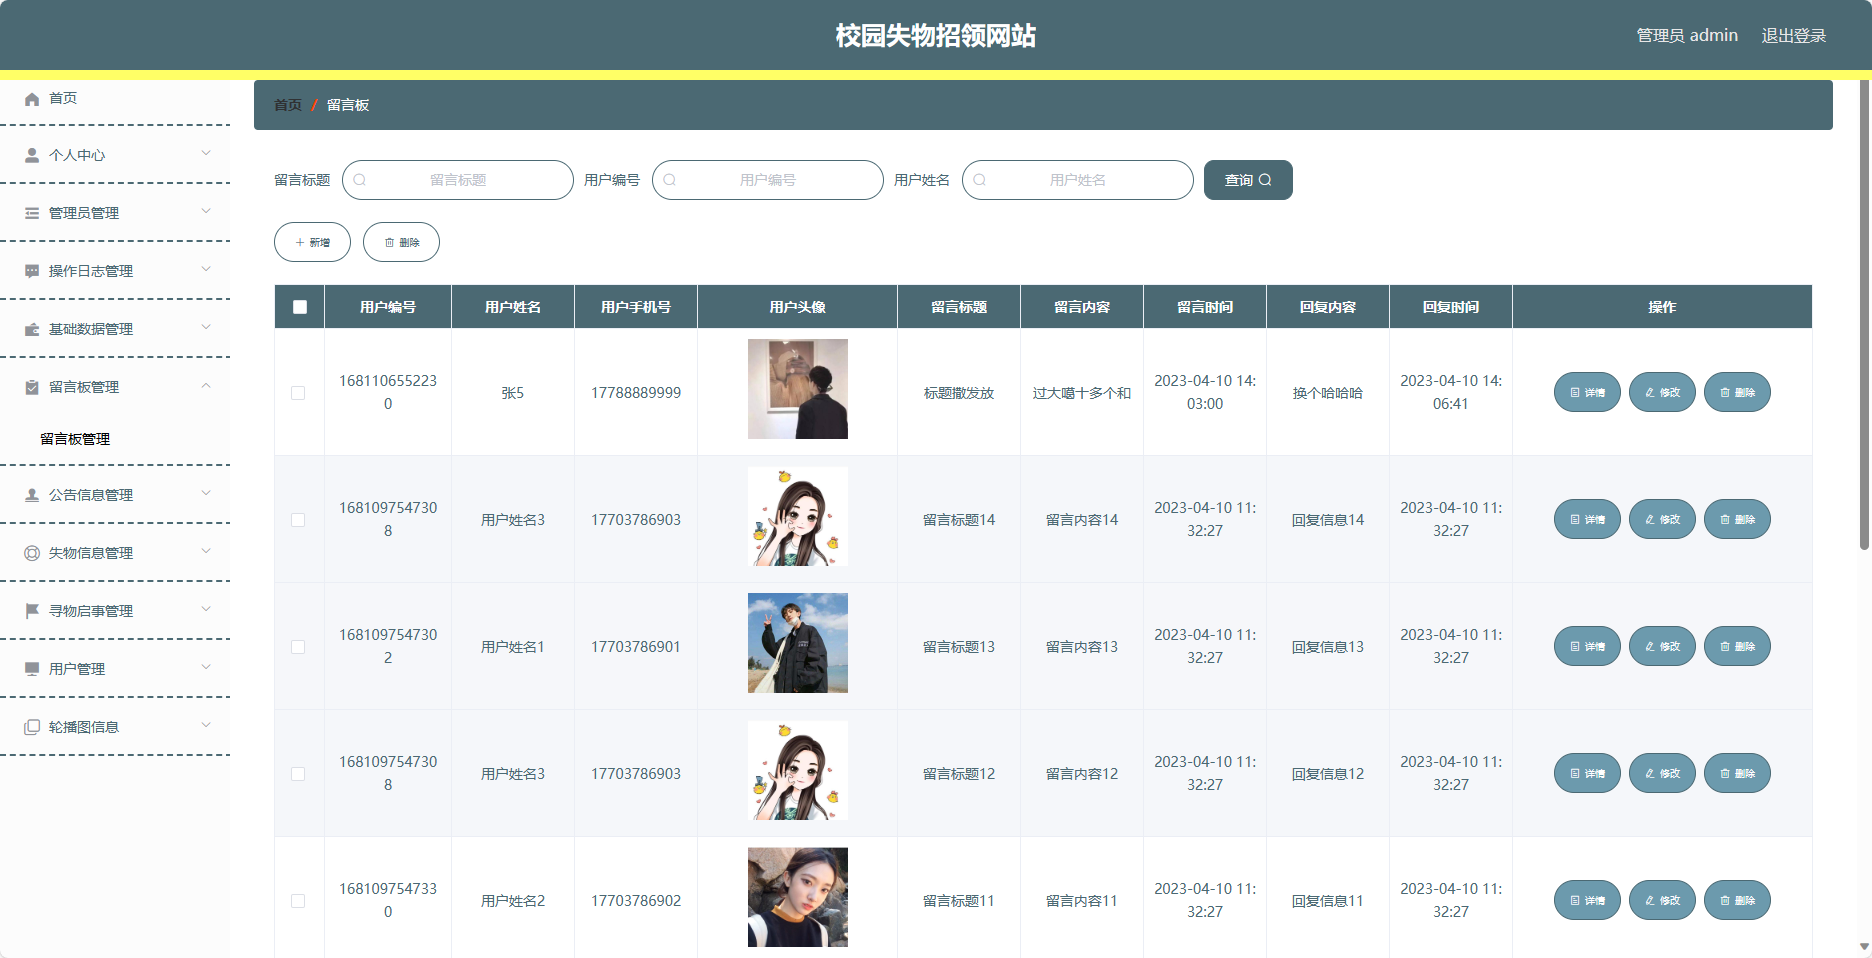 校园失物招领网站
管理员 admin
退出登录
首页
个人中心
管理员管理
操作日志管理
基础数据管理
留言板管理
留言板管理
公告信息管理
失物信息管理
寻物启事管理
用户管理
轮播图信息
首页 / 留言板
留言标题 留言标题 用户编号 用户编号 用户姓名 用户姓名 查询
新增 删除
用户编号 用户姓名 用户手机号 用户头像 留言标题 留言内容 留言时间 回复内容 回复时间 操作
168110655223 张5 17788889999 标题撒发放 过大噶十多个和 2023-04-10 14: 换个哈哈哈 2023-04-10 14: 详情 修改 删除
0 03:00 06:41
168109754730 用户姓名3 17703786903 留言标题14 留言内容14 2023-04-10 11: 回复信息14 2023-04-10 11: 详情 修改 删除
8 32:27 32:27
168109754730 用户姓名1 17703786901 留言标题13 留言内容13 2023-04-10 11: 回复信息13 2023-04-10 11: 详情 修改 删除
2 32:27 32:27
168109754730 用户姓名3 17703786903 留言标题12 留言内容12 2023-04-10 11: 回复信息12 2023-04-10 11: 详情 修改 删除
8 32:27 32:27
168109754733 用户姓名2 17703786902 留言标题11 留言内容11 2023-04-10 11: 回复信息11 2023-04-10 11: 详情 修改 删除
0 32:27 32:27